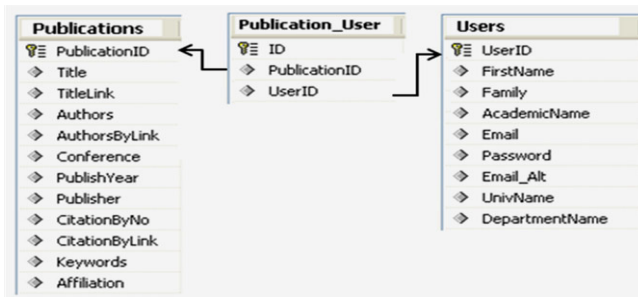 Publications
PublicationID
Title
TitleLink
Authors
AuthorsByLink
Conference
PublishYear
Publisher
CitationByNo
CitationByLink
Keywords
Affiliation
Publication_User
ID
PublicationID
UserID
Users
UserID
FirstName
Family
AcademicName
Email
Password
Email_Alt
UnivName
DepartmentName